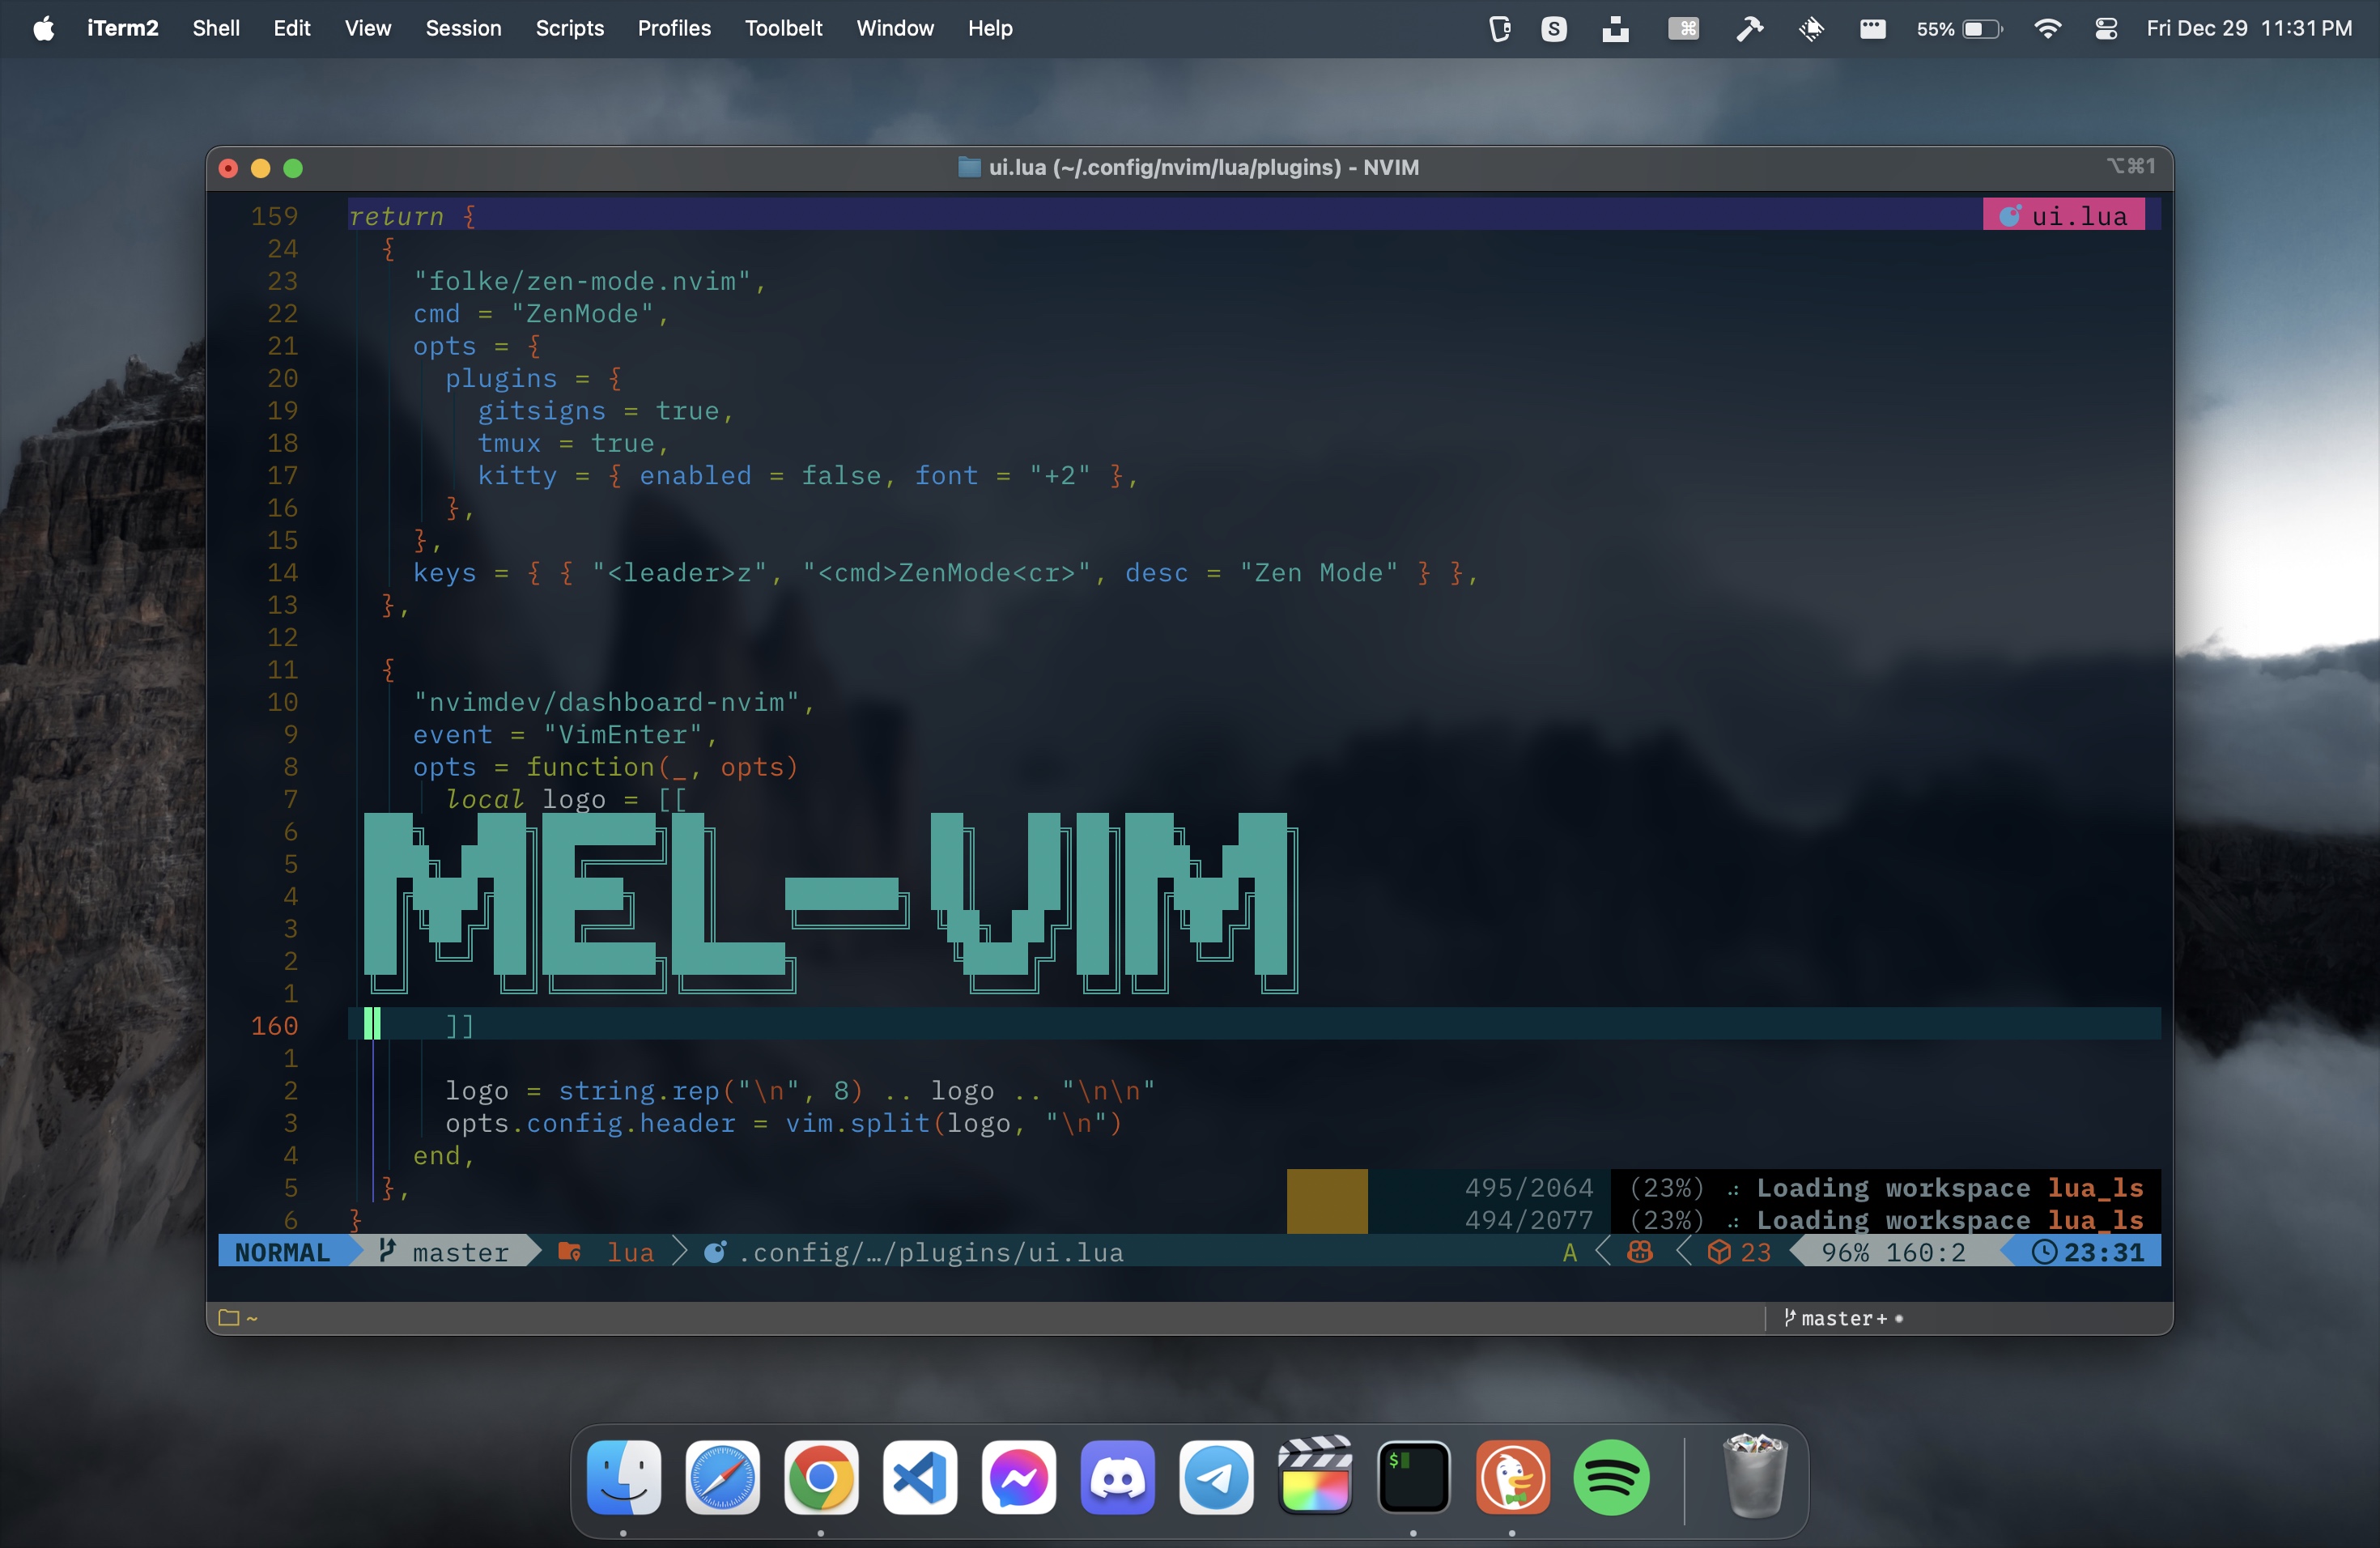 iTerm2 Shell Edit View Session Scripts Profiles Toolbelt Window Help S ⌘ 55% Fri Dec 29 11:31 PM
ui.lua (~/.config/nvim/lua/plugins) - NVIM ⌥⌘1
159 return { ui.lua
24 {
23 "folke/zen-mode.nvim",
22 cmd = "ZenMode",
21 opts = {
20 plugins = {
19 gitsigns = true,
18 tmux = true,
17 kitty = { enabled = false, font = "+2" },
16 },
15 },
14 keys = { { "<leader>z", "<cmd>ZenMode<cr>", desc = "Zen Mode" } },
13 },
12
11 {
10 "nvimdev/dashboard-nvim",
9 event = "VimEnter",
8 opts = function(_, opts)
7 local logo = [[
6
5
4 MEL-VIM
3
2
1
160 ]]
1
2 logo = string.rep("\n", 8) .. logo .. "\n\n"
3 opts.config.header = vim.split(logo, "\n")
4 end,
5 }, 495/2064 (23%) Loading workspace lua_ls
6 } 494/2077 (23%) Loading workspace lua_ls
NORMAL master lua .config/…/plugins/ui.lua A 23 96% 160:2 23:31
~ master+ •
$